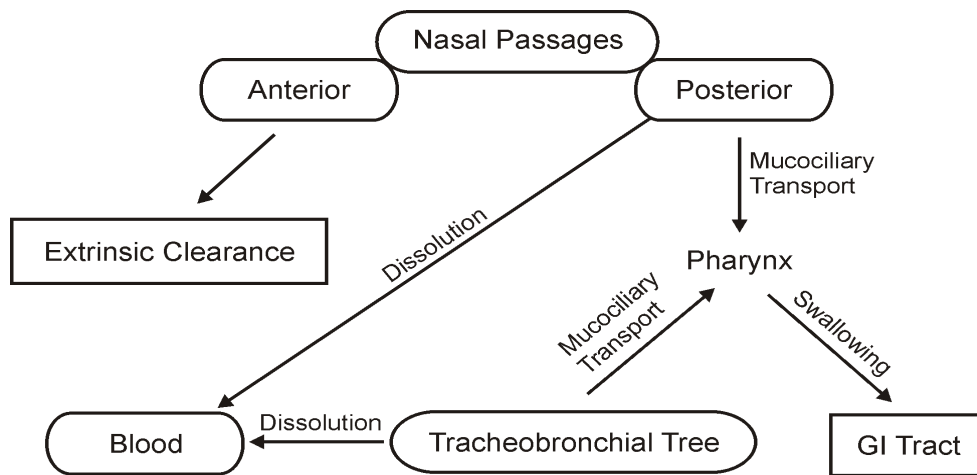 Nasal Passages
Anterior
Posterior
Mucociliary
Transport
Extrinsic Clearance
Dissolution
Pharynx
Mucociliary
Transport
Swallowing
Dissolution
Blood
Tracheobronchial Tree
GI Tract